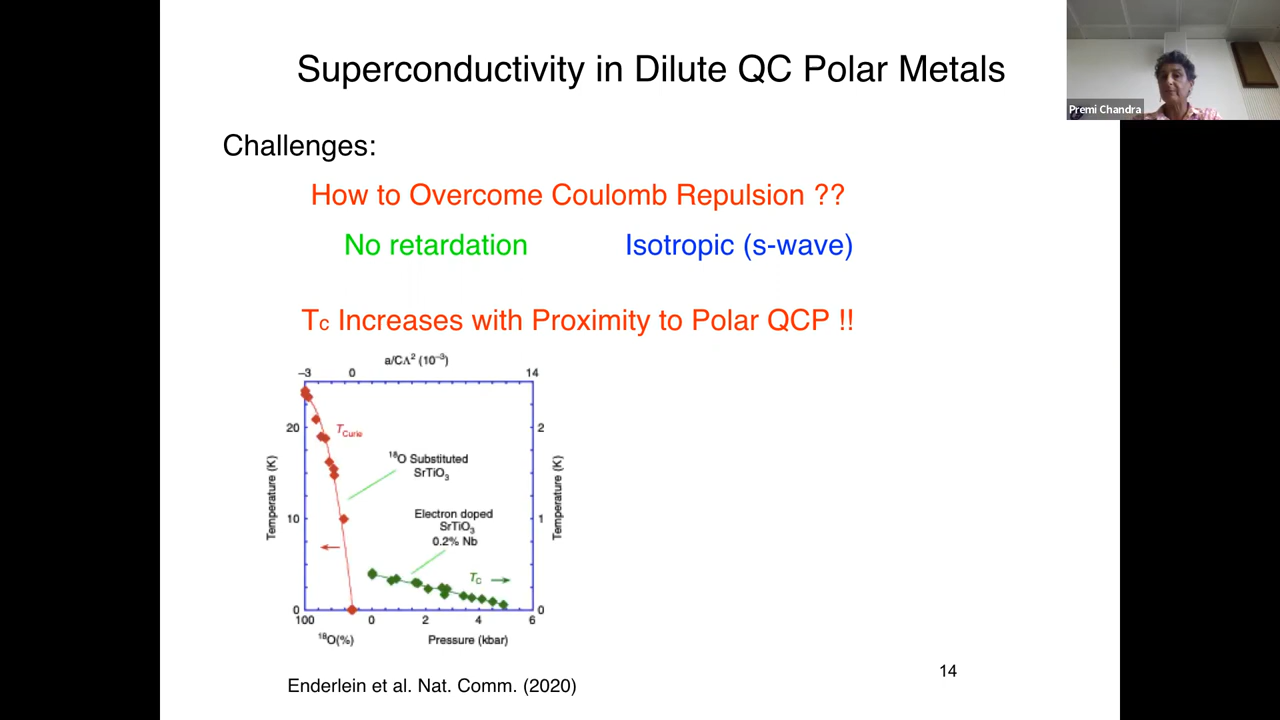 Superconductivity in Dilute QC Polar Metals
Premi Chandra
Challenges:
How to Overcome Coulomb Repulsion ??
No retardation
Isotropic (s-wave)
Tc Increases with Proximity to Polar QCP !!
a/CΛ² (10⁻³)
−3 0 14
20
10
0
Temperature (K)
TCurie
¹⁸O Substituted
SrTiO₃
Electron doped
SrTiO₃
0.2% Nb
TC
2
1
0
Temperature (K)
100 0 2 4 6
¹⁸O(%)
Pressure (kbar)
Enderlein et al. Nat. Comm. (2020)
14